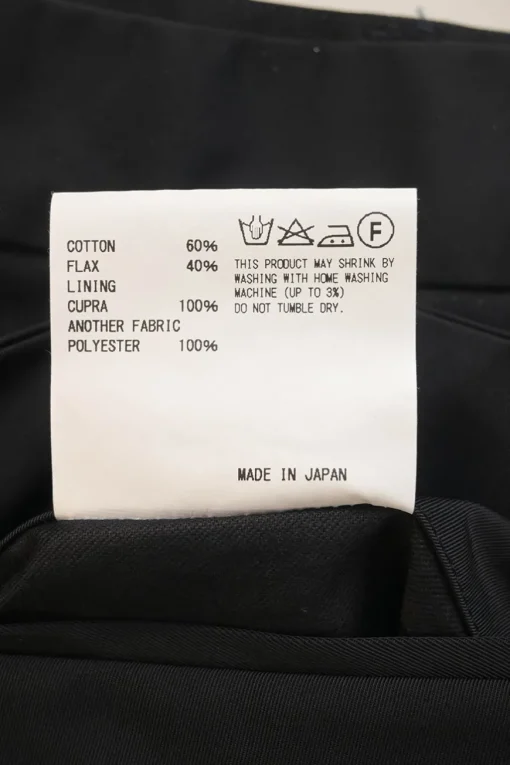 COTTON 60%
FLAX 40%
LINING
CUPRA 100%
ANOTHER FABRIC
POLYESTER 100%
F
THIS PRODUCT MAY SHRINK BY
WASHING WITH HOME WASHING
MACHINE (UP TO 3%)
DO NOT TUMBLE DRY.
MADE IN JAPAN